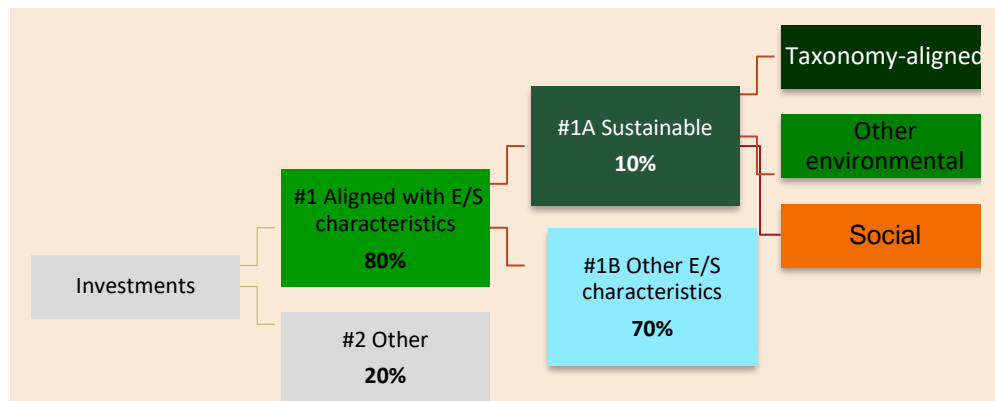 Investments
#1 Aligned with E/S
characteristics
80%
#2 Other
20%
#1A Sustainable
10%
#1B Other E/S
characteristics
70%
Taxonomy-aligned
Other
environmental
Social